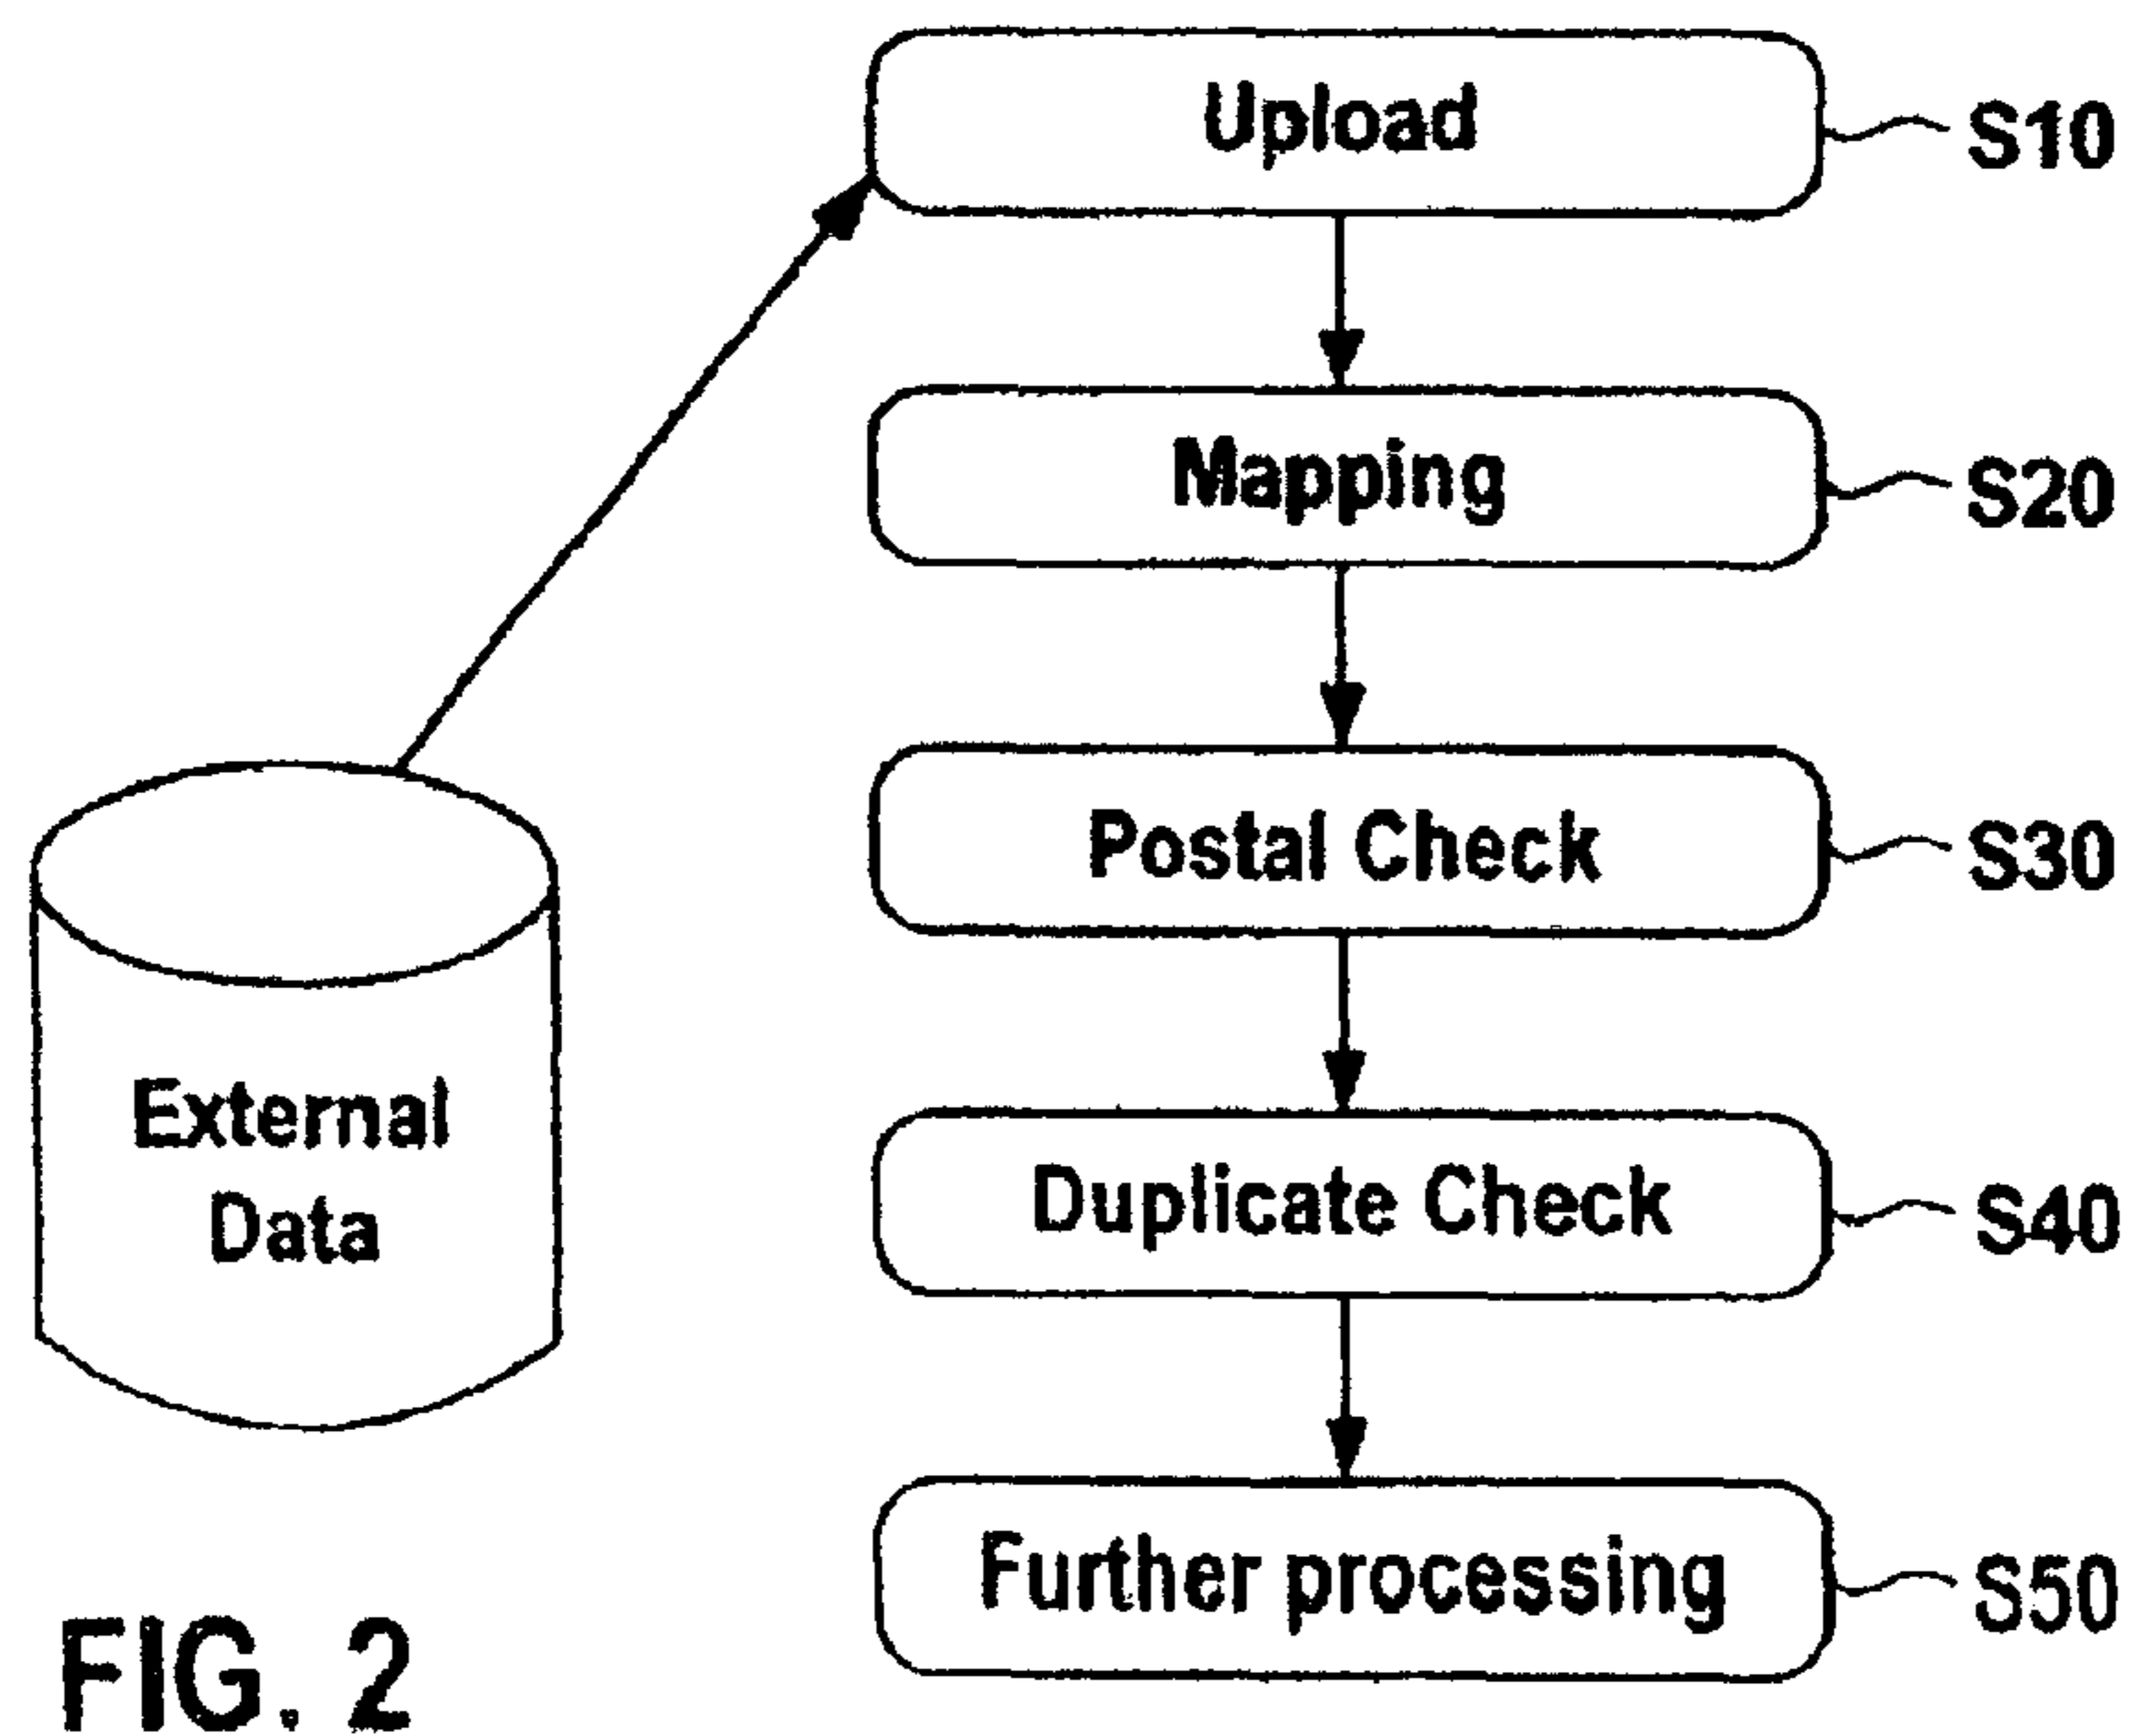 Upload
S10
Mapping
S20
Postal Check
S30
External
Data
Duplicate Check
S40
Further processing
S50
FIG. 2